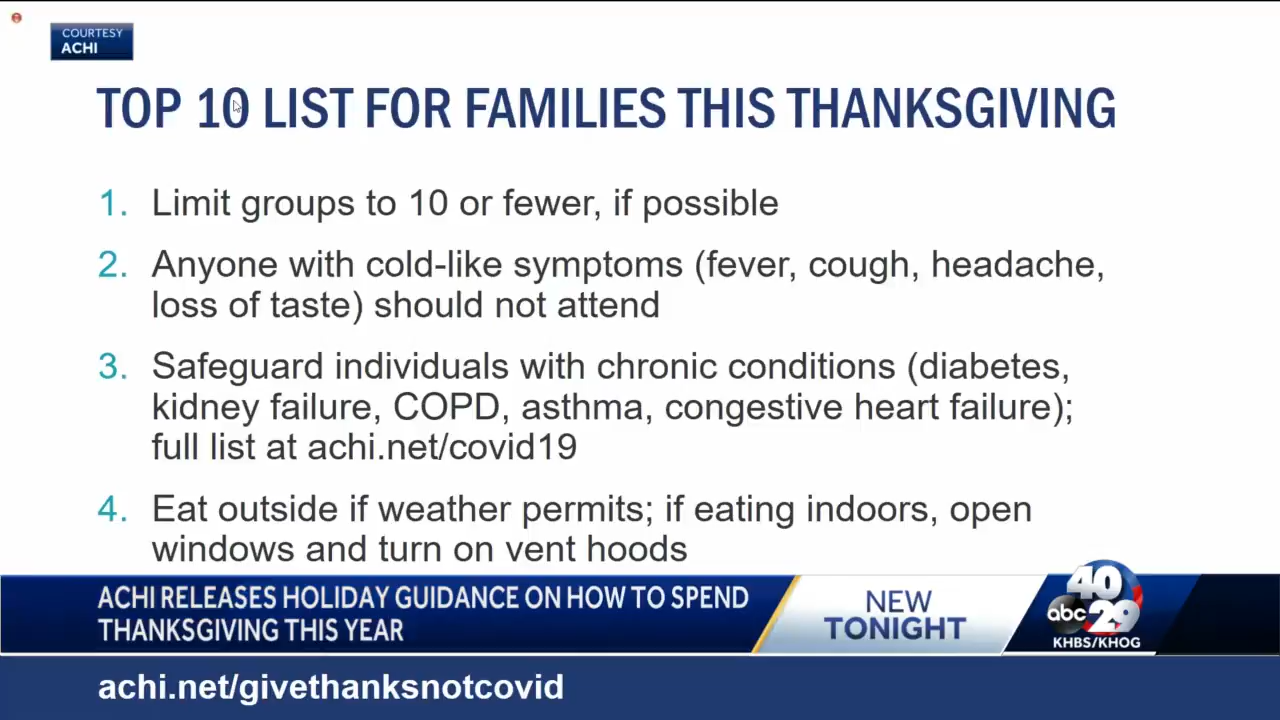 COURTESY
ACHI
TOP 10 LIST FOR FAMILIES THIS THANKSGIVING
1. Limit groups to 10 or fewer, if possible
2. Anyone with cold-like symptoms (fever, cough, headache,
loss of taste) should not attend
3. Safeguard individuals with chronic conditions (diabetes,
kidney failure, COPD, asthma, congestive heart failure);
full list at achi.net/covid19
4. Eat outside if weather permits; if eating indoors, open
windows and turn on vent hoods
ACHI RELEASES HOLIDAY GUIDANCE ON HOW TO SPEND
THANKSGIVING THIS YEAR
NEW
TONIGHT
40
abc 29
KHBS/KHOG
achi.net/givethanksnotcovid